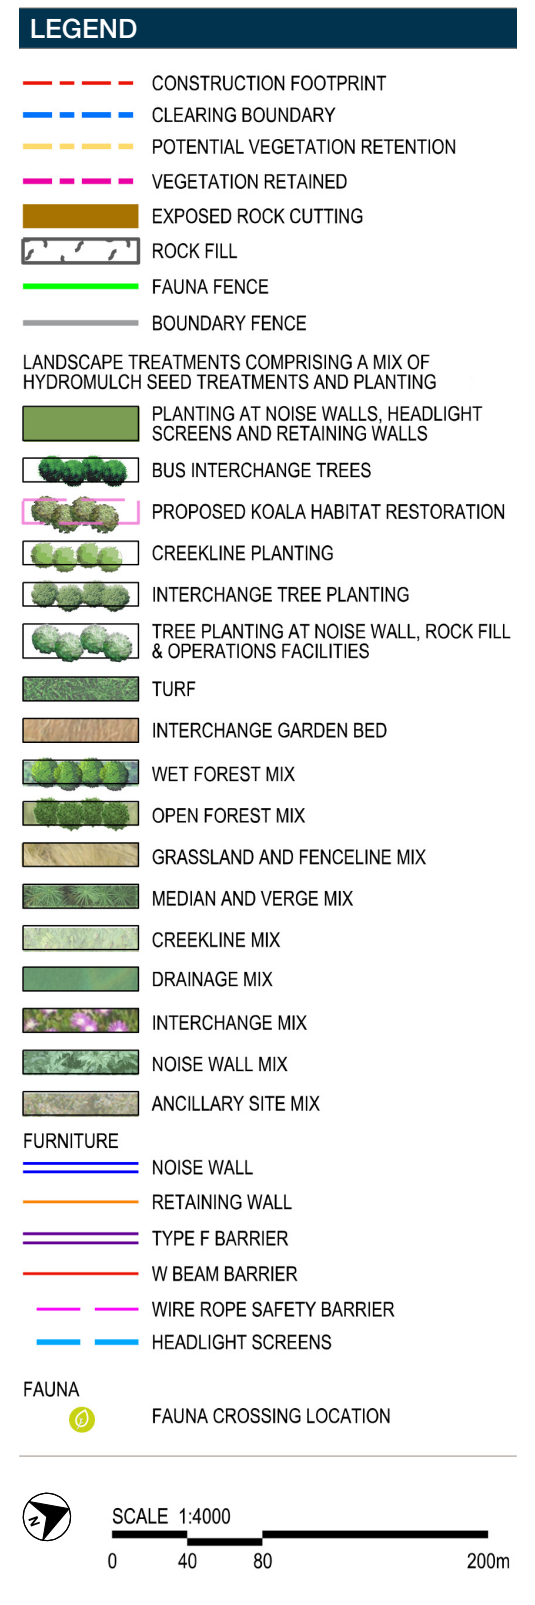 LEGEND
CONSTRUCTION FOOTPRINT
CLEARING BOUNDARY
POTENTIAL VEGETATION RETENTION
VEGETATION RETAINED
EXPOSED ROCK CUTTING
ROCK FILL
FAUNA FENCE
BOUNDARY FENCE
LANDSCAPE TREATMENTS COMPRISING A MIX OF
HYDROMULCH SEED TREATMENTS AND PLANTING
PLANTING AT NOISE WALLS, HEADLIGHT
SCREENS AND RETAINING WALLS
BUS INTERCHANGE TREES
PROPOSED KOALA HABITAT RESTORATION
CREEKLINE PLANTING
INTERCHANGE TREE PLANTING
TREE PLANTING AT NOISE WALL, ROCK FILL
& OPERATIONS FACILITIES
TURF
INTERCHANGE GARDEN BED
WET FOREST MIX
OPEN FOREST MIX
GRASSLAND AND FENCELINE MIX
MEDIAN AND VERGE MIX
CREEKLINE MIX
DRAINAGE MIX
INTERCHANGE MIX
NOISE WALL MIX
ANCILLARY SITE MIX
FURNITURE
NOISE WALL
RETAINING WALL
TYPE F BARRIER
W BEAM BARRIER
WIRE ROPE SAFETY BARRIER
HEADLIGHT SCREENS
FAUNA
FAUNA CROSSING LOCATION
N
SCALE 1:4000
0 40 80 200m